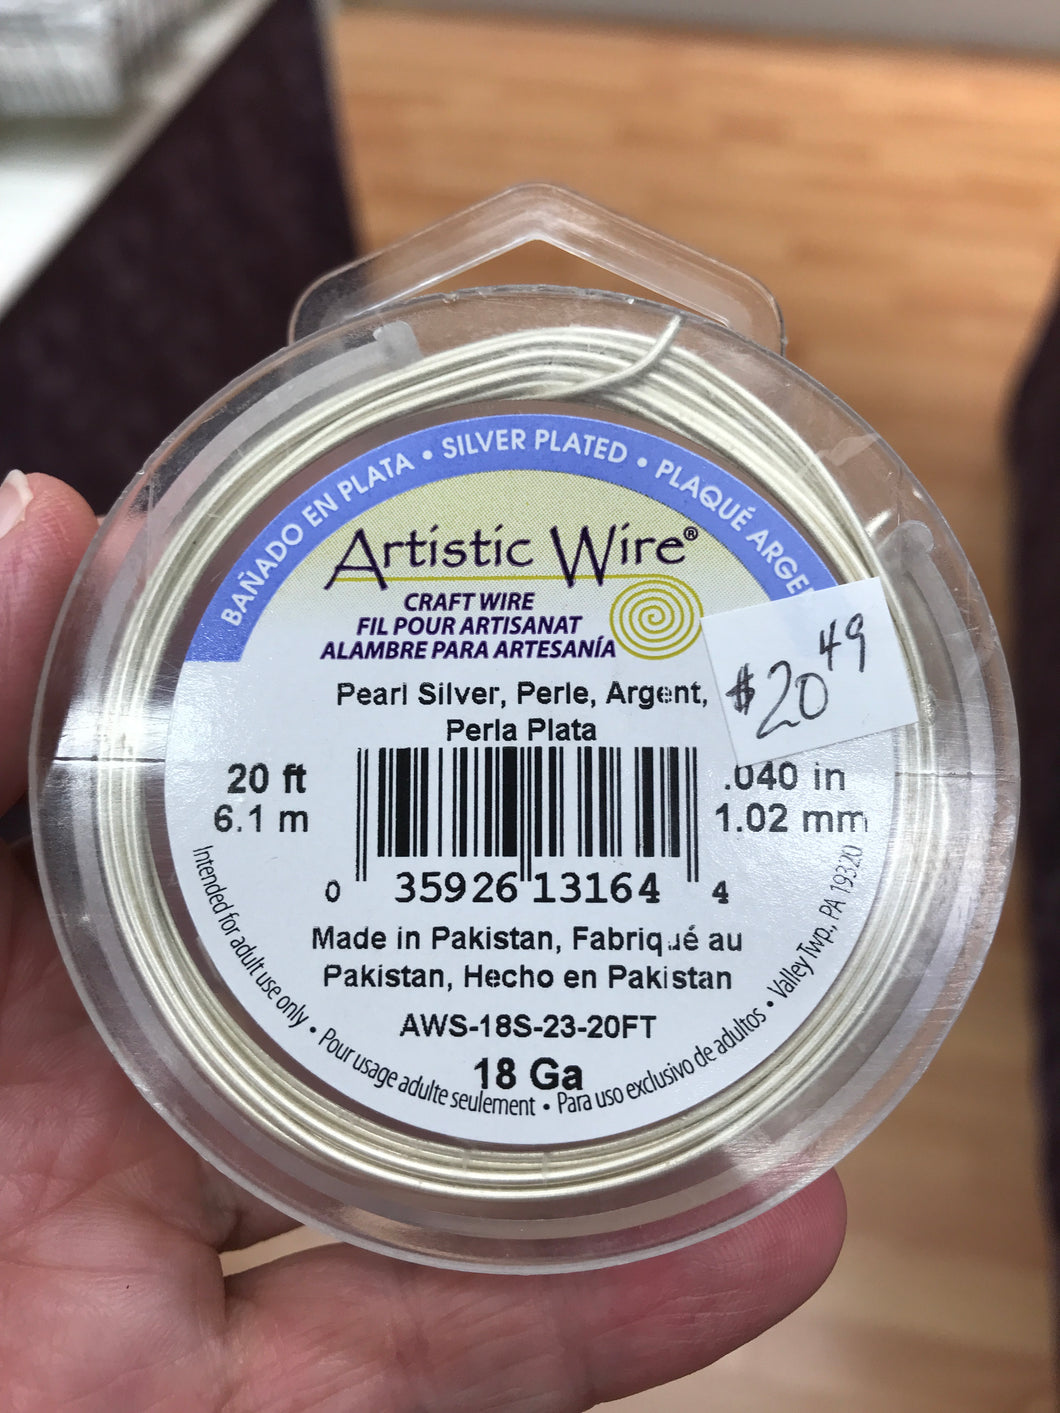 BAÑADO EN PLATA • SILVER PLATED • PLAQUÉ ARGE
Artistic Wire®
CRAFT WIRE
FIL POUR ARTISANAT
ALAMBRE PARA ARTESANÍA
$20.49
Pearl Silver, Perle, Argent,
Perla Plata
20 ft
6.1 m
.040 in
1.02 mm
0 35926 13164 4
Made in Pakistan, Fabriqué au
Pakistan, Hecho en Pakistan
AWS-18S-23-20FT
18 Ga
Intended for adult use only • Pour usage adulte seulement • Para uso exclusivo de adultos • Valley Twp., PA 19320